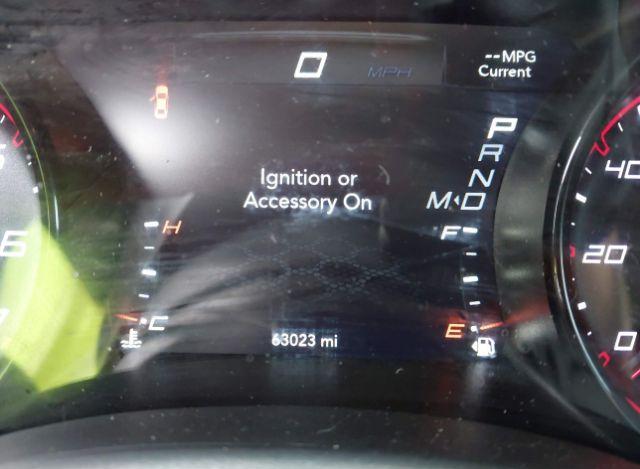 0 MPH
--MPG
Current
P
R
N
M D
Ignition or
Accessory On
H
F
C
E
63023 mi
6
40
20
0